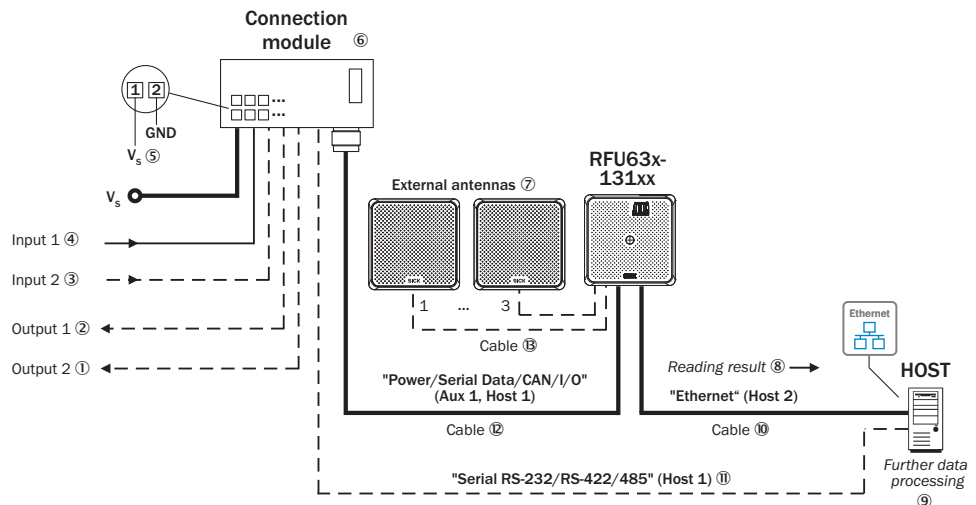 Connection
module ⑥
1 2
...
...
GND
Vs ⑤
Vs
RFU63x-
131xx
External antennas ⑦
Input 1 ④
Input 2 ③
SICK
SICK
SICK
1 ... 3
Output 1 ②
Output 2 ①
Cable ⑬
Ethernet
HOST
"Power/Serial Data/CAN/I/O"
(Aux 1, Host 1)
Reading result ⑧
"Ethernet“ (Host 2)
Cable ⑫
Cable ⑩
"Serial RS-232/RS-422/485" (Host 1) ⑪
Further data
processing
⑨